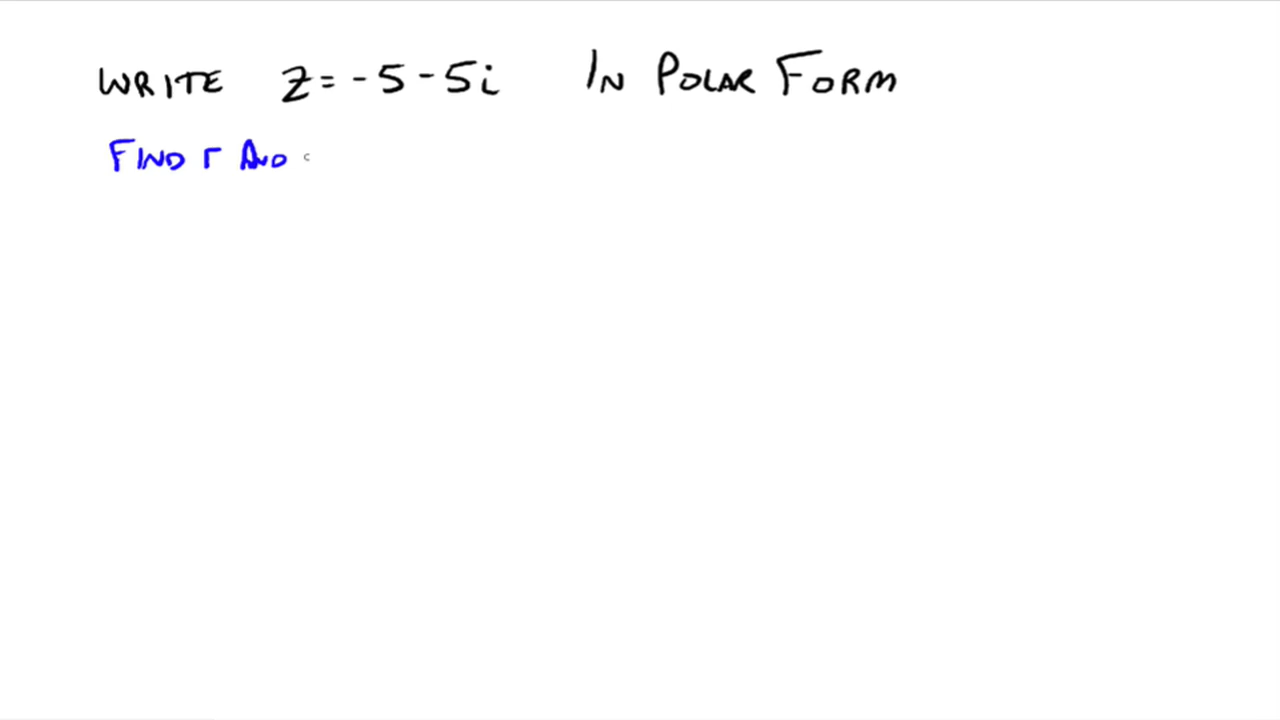 WRITE z = -5 - 5i IN POLAR FORM
FIND r AND